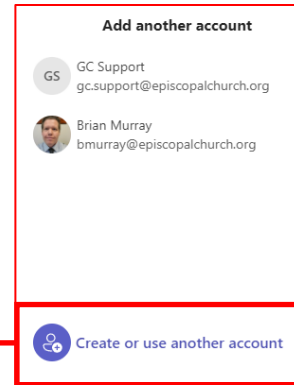 Add another account
GS
GC Support
gc.support@episcopalchurch.org
Brian Murray
bmurray@episcopalchurch.org
Create or use another account